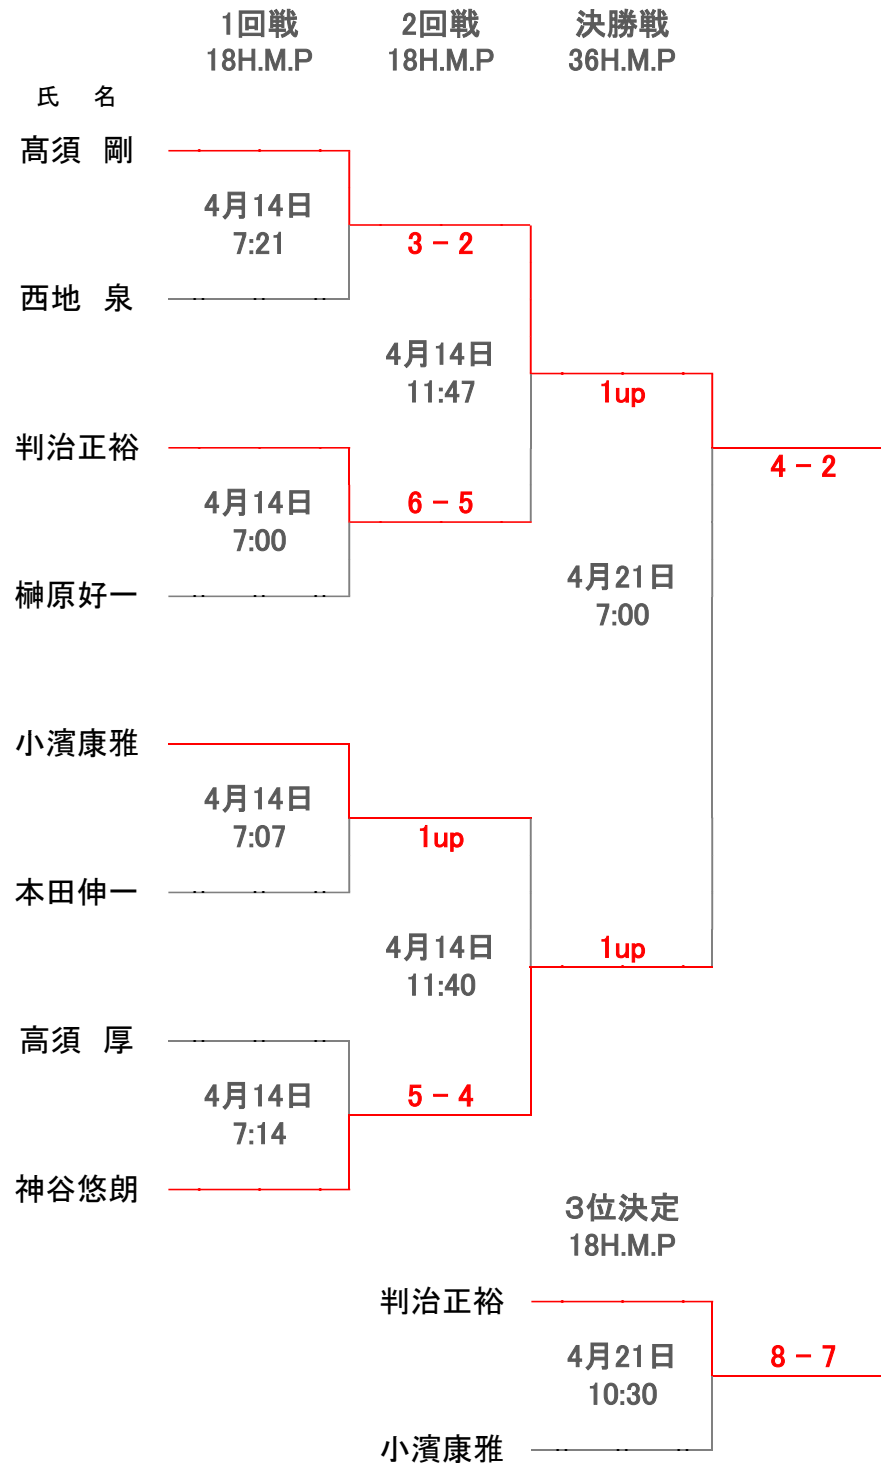 1回戦 2回戦 決勝戦
18H.M.P 18H.M.P 36H.M.P
氏 名
髙須 剛
4月14日
7:21
3 - 2
西地 泉
4月14日
11:47
1up
判治正裕
4 - 2
4月14日
7:00
6 - 5
榊原好一
4月21日
7:00
小濱康雅
4月14日
7:07
1up
本田伸一
4月14日
11:40
1up
高須 厚
4月14日
7:14
5 - 4
神谷悠朗
3位決定
18H.M.P
判治正裕
4月21日
10:30
8 - 7
小濱康雅